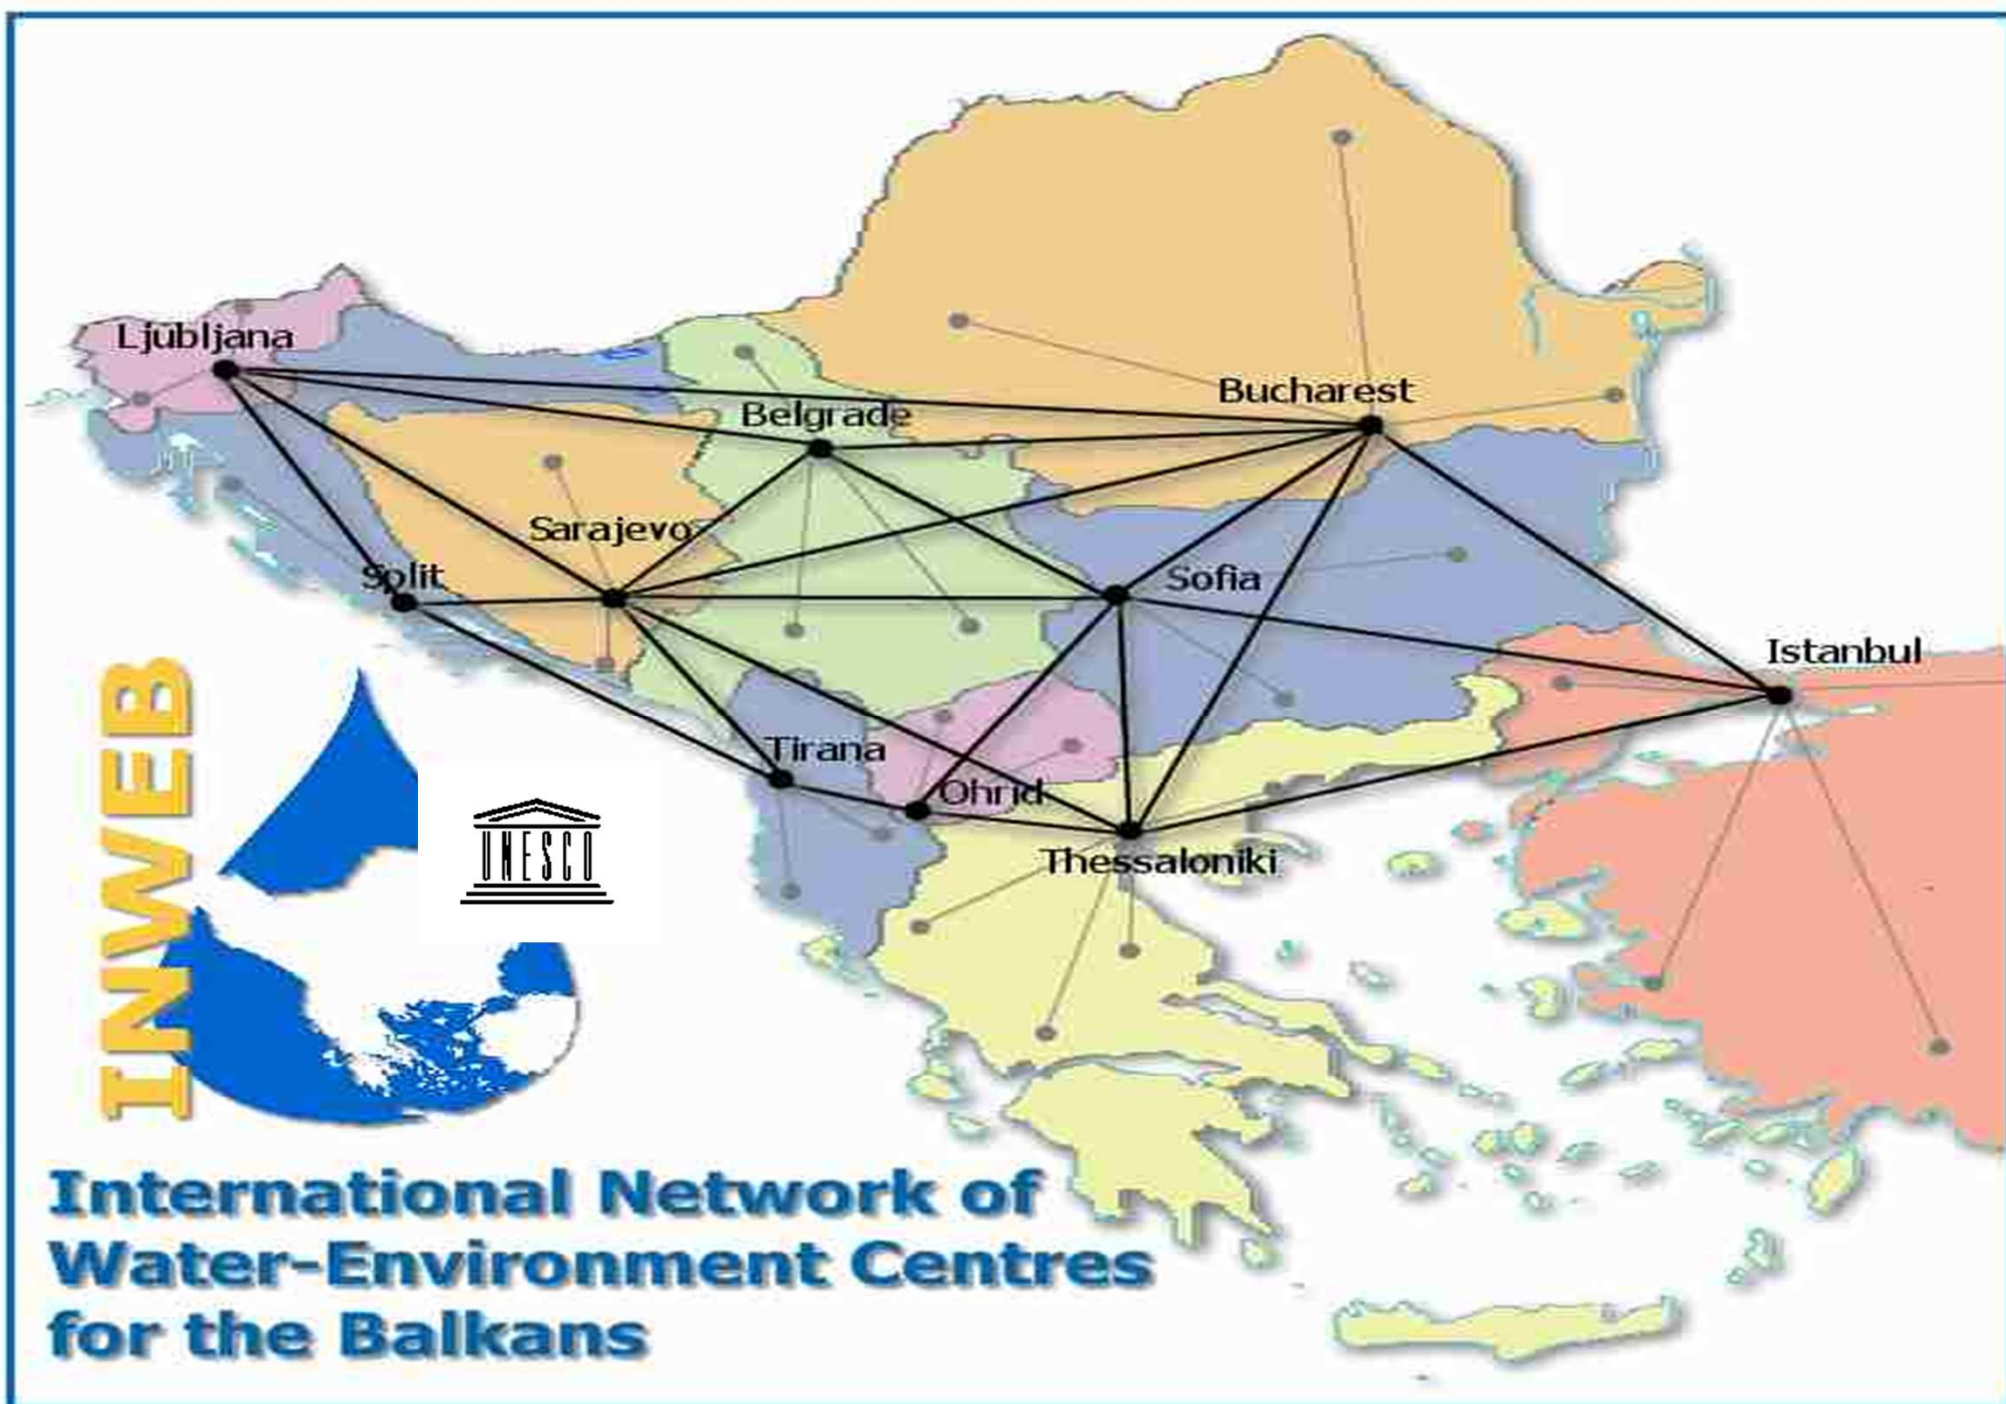 Ljubljana
Belgrade
Bucharest
Sarajevo
Split
Sofia
Istanbul
Tirana
Ohrid
Thessaloniki
INWEB
UNESCO
International Network of
Water-Environment Centres
for the Balkans